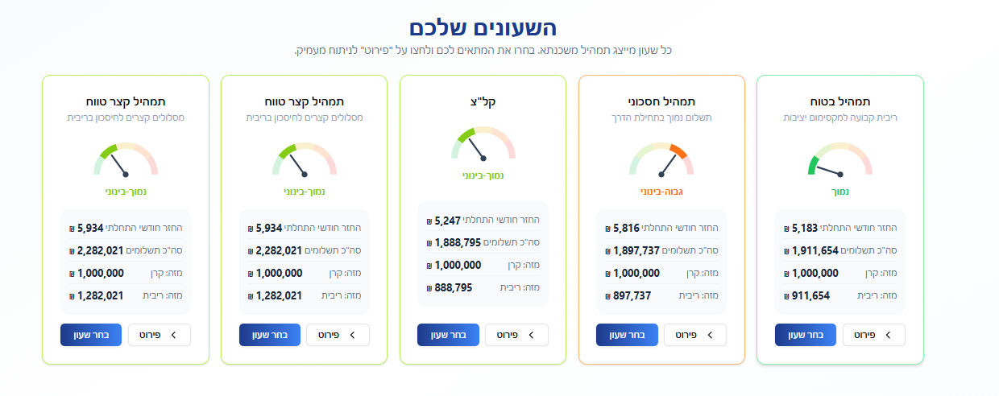 השעונים שלכם
כל שעון מייצג תמהיל משכנתא. בחרו את המתאים לכם ולחצו על "פירוט" לניתוח מעמיק.
תמהיל בטוח
ריבית קבועה למקסימום יציבות
נמוך
החזר חודשי התחלתי 5,183 ₪
סה"כ תשלומים 1,911,654 ₪
מזה: קרן 1,000,000 ₪
מזה: ריבית 911,654 ₪
פירוט בחר שעון
תמהיל חסכוני
תשלום נמוך בתחילת הדרך
גבוה-בינוני
החזר חודשי התחלתי 5,816 ₪
סה"כ תשלומים 1,897,737 ₪
מזה: קרן 1,000,000 ₪
מזה: ריבית 897,737 ₪
פירוט בחר שעון
קל"צ
נמוך-בינוני
החזר חודשי התחלתי 5,247 ₪
סה"כ תשלומים 1,888,795 ₪
מזה: קרן 1,000,000 ₪
מזה: ריבית 888,795 ₪
פירוט בחר שעון
תמהיל קצר טווח
מסלולים קצרים לחיסכון בריבית
נמוך-בינוני
החזר חודשי התחלתי 5,934 ₪
סה"כ תשלומים 2,282,021 ₪
מזה: קרן 1,000,000 ₪
מזה: ריבית 1,282,021 ₪
פירוט בחר שעון
תמהיל קצר טווח
מסלולים קצרים לחיסכון בריבית
נמוך-בינוני
החזר חודשי התחלתי 5,934 ₪
סה"כ תשלומים 2,282,021 ₪
מזה: קרן 1,000,000 ₪
מזה: ריבית 1,282,021 ₪
פירוט בחר שעון